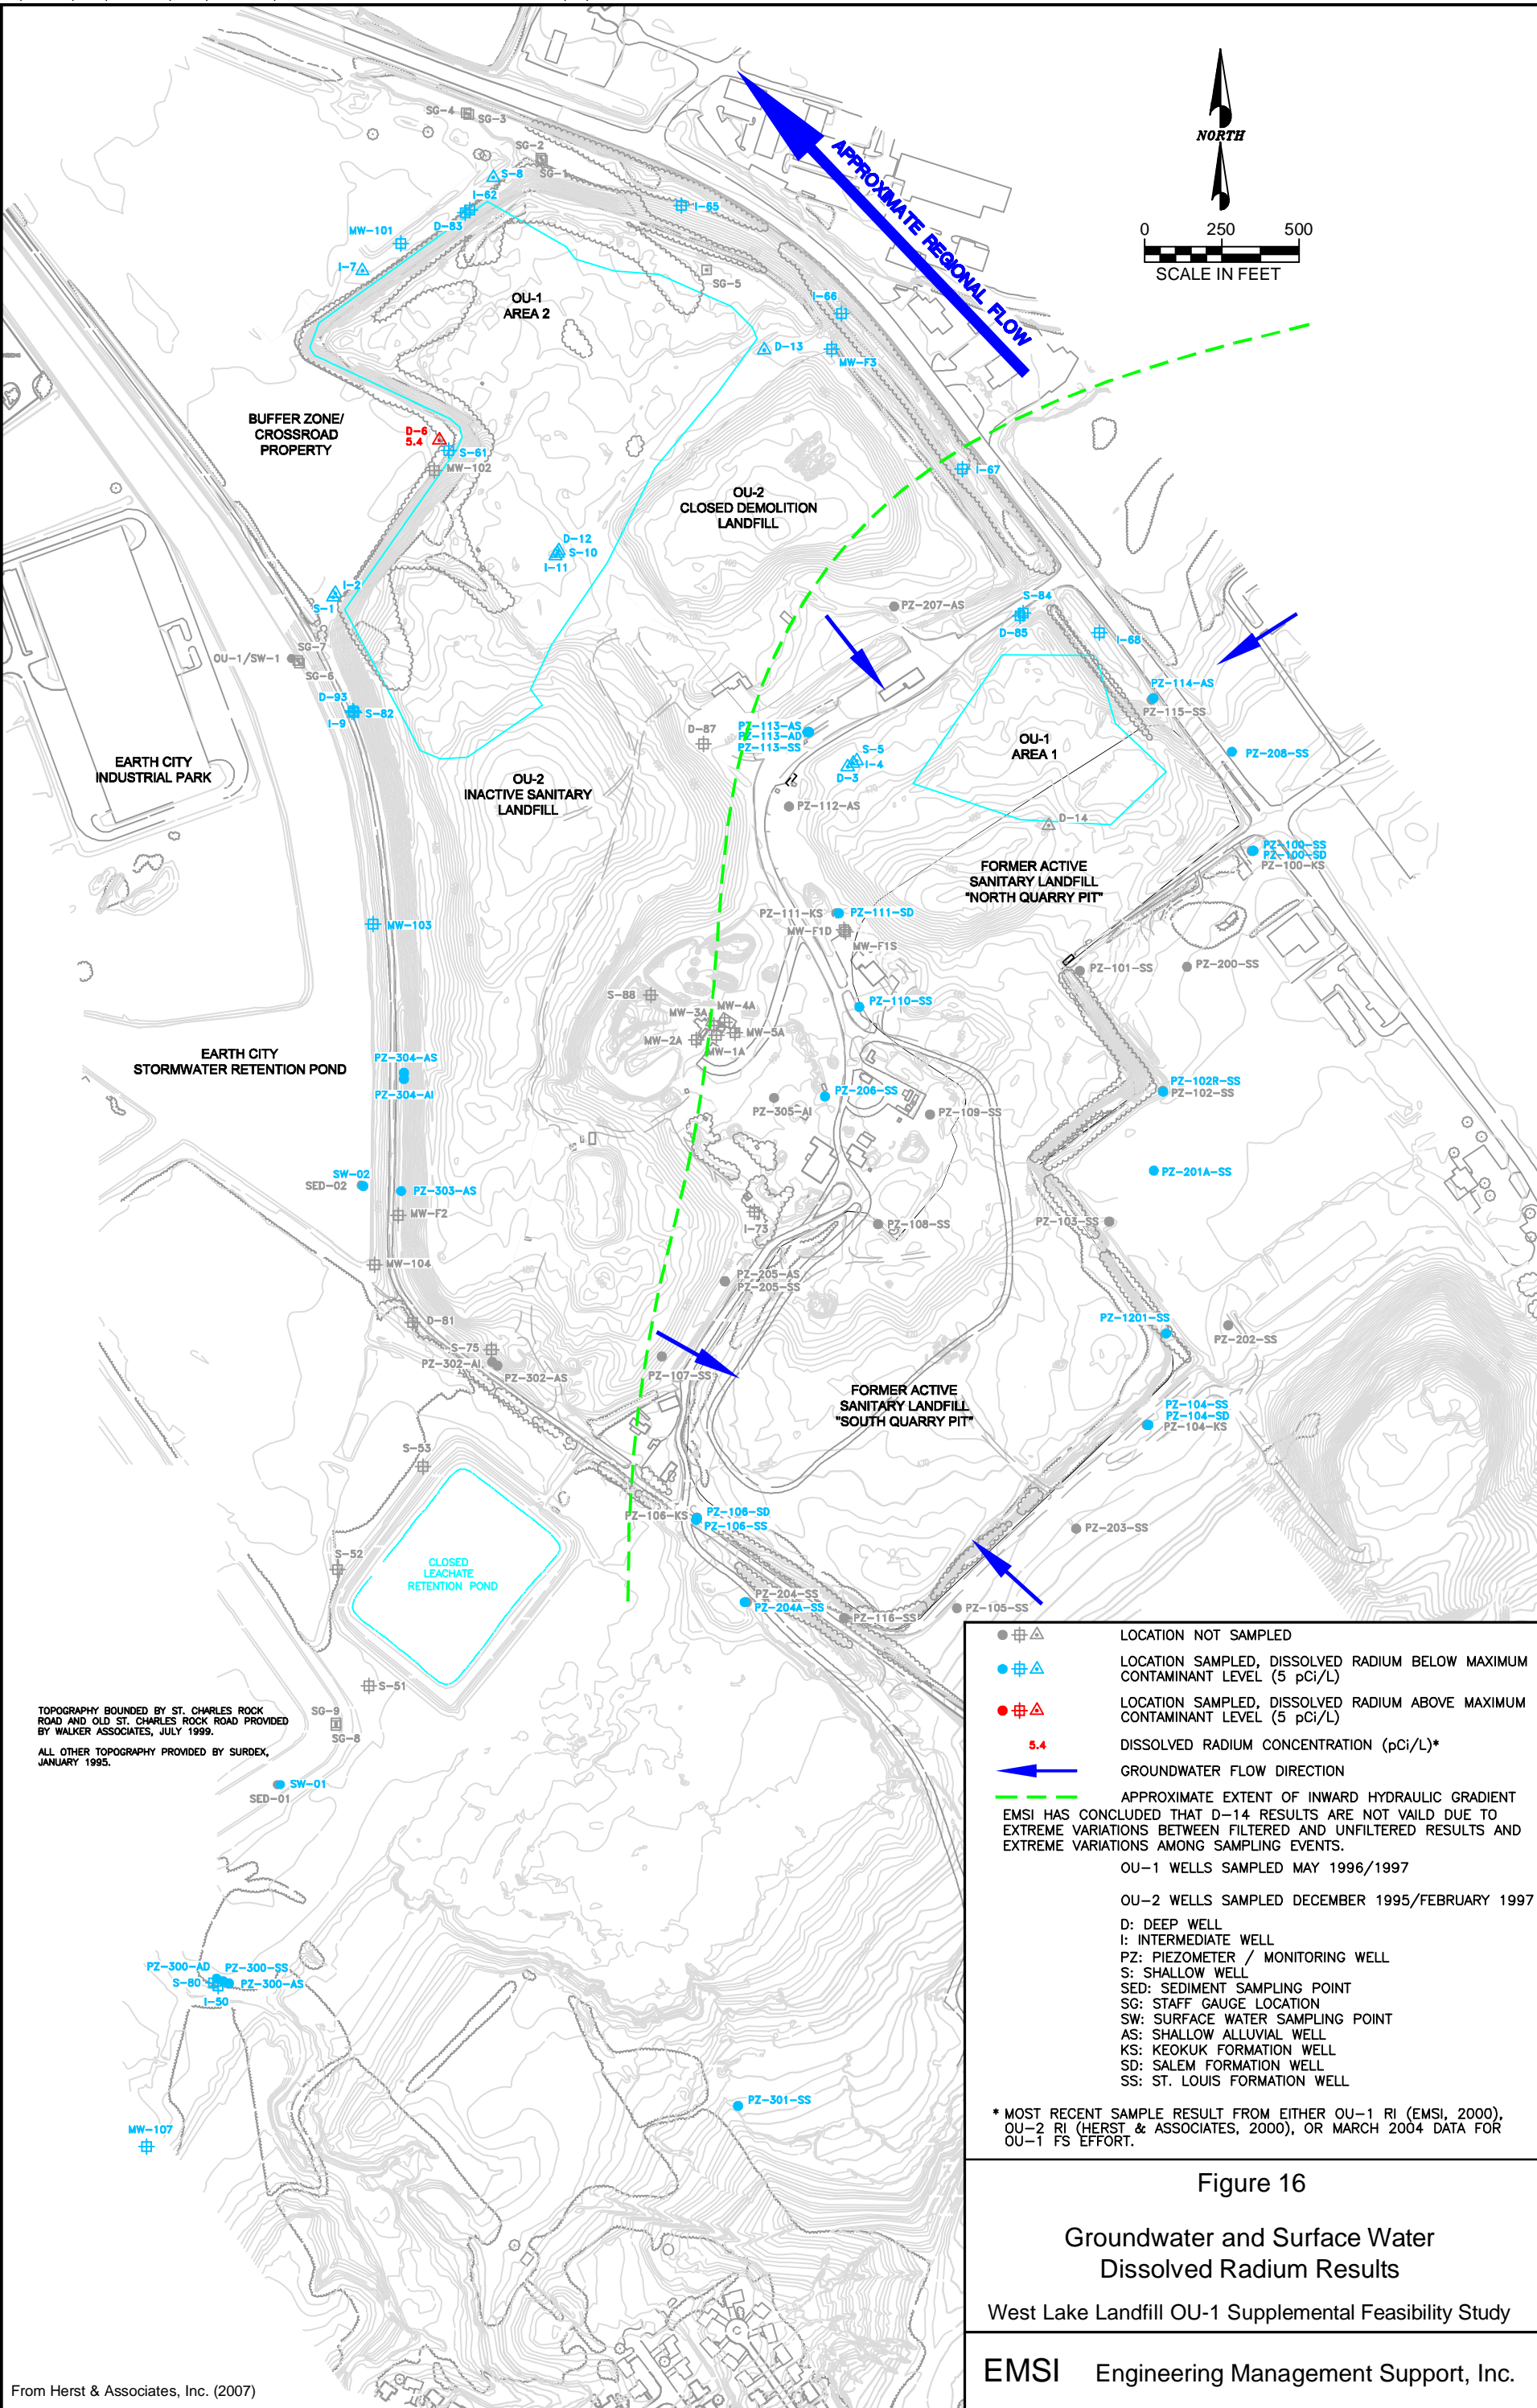 SG-4
SG-3
SG-2
SG-1
S-8
I-62
D-83
MW-101
I-7
I-65
SG-5
APPROXIMATE REGIONAL FLOW
NORTH
0 250 500
SCALE IN FEET
OU-1
AREA 2
I-66
D-13
MW-F3
BUFFER ZONE/
CROSSROAD
PROPERTY
D-6
5.4
S-61
MW-102
I-67
OU-2
CLOSED DEMOLITION
LANDFILL
D-12
S-10
I-11
I-2
S-1
PZ-207-AS
S-84
D-85
I-68
SG-7
OU-1/SW-1
SG-6
D-93
I-9
S-82
PZ-114-AS
PZ-115-SS
PZ-113-AS
PZ-113-AD
PZ-113-SS
D-87
S-5
I-4
D-3
OU-1
AREA 1
PZ-208-SS
EARTH CITY
INDUSTRIAL PARK
OU-2
INACTIVE SANITARY
LANDFILL
PZ-112-AS
D-14
PZ-100-SS
PZ-100-SD
PZ-100-KS
FORMER ACTIVE
SANITARY LANDFILL
"NORTH QUARRY PIT"
MW-103
PZ-111-KS
PZ-111-SD
MW-F1D
MW-F1S
PZ-101-SS
PZ-200-SS
S-88
PZ-110-SS
MW-4A
MW-3A
MW-5A
MW-2A
MW-1A
EARTH CITY
STORMWATER RETENTION POND
PZ-304-AS
PZ-304-AI
PZ-206-SS
PZ-305-AI
PZ-109-SS
PZ-102R-SS
PZ-102-SS
PZ-201A-SS
SW-02
SED-02
PZ-303-AS
MW-F2
I-73
PZ-108-SS
PZ-103-SS
MW-104
PZ-205-AS
PZ-205-SS
D-81
PZ-1201-SS
PZ-202-SS
S-75
PZ-302-AI
PZ-302-AS
PZ-107-SS
FORMER ACTIVE
SANITARY LANDFILL
"SOUTH QUARRY PIT"
PZ-104-SS
PZ-104-SD
PZ-104-KS
S-53
PZ-106-KS
PZ-106-SD
PZ-106-SS
PZ-203-SS
S-52
CLOSED
LEACHATE
RETENTION POND
PZ-204-SS
PZ-204A-SS
PZ-116-SS
PZ-105-SS
S-51
SG-9
SG-8
TOPOGRAPHY BOUNDED BY ST. CHARLES ROCK
ROAD AND OLD ST. CHARLES ROCK ROAD PROVIDED
BY WALKER ASSOCIATES, JULY 1999.
ALL OTHER TOPOGRAPHY PROVIDED BY SURDEX,
JANUARY 1995.
SW-01
SED-01
PZ-300-AD
PZ-300-SS
S-80
PZ-300-AS
I-50
PZ-301-SS
MW-107
LOCATION NOT SAMPLED
LOCATION SAMPLED, DISSOLVED RADIUM BELOW MAXIMUM
CONTAMINANT LEVEL (5 pCi/L)
LOCATION SAMPLED, DISSOLVED RADIUM ABOVE MAXIMUM
CONTAMINANT LEVEL (5 pCi/L)
5.4 DISSOLVED RADIUM CONCENTRATION (pCi/L)*
GROUNDWATER FLOW DIRECTION
APPROXIMATE EXTENT OF INWARD HYDRAULIC GRADIENT
EMSI HAS CONCLUDED THAT D-14 RESULTS ARE NOT VAILD DUE TO
EXTREME VARIATIONS BETWEEN FILTERED AND UNFILTERED RESULTS AND
EXTREME VARIATIONS AMONG SAMPLING EVENTS.
OU-1 WELLS SAMPLED MAY 1996/1997
OU-2 WELLS SAMPLED DECEMBER 1995/FEBRUARY 1997
D: DEEP WELL
I: INTERMEDIATE WELL
PZ: PIEZOMETER / MONITORING WELL
S: SHALLOW WELL
SED: SEDIMENT SAMPLING POINT
SG: STAFF GAUGE LOCATION
SW: SURFACE WATER SAMPLING POINT
AS: SHALLOW ALLUVIAL WELL
KS: KEOKUK FORMATION WELL
SD: SALEM FORMATION WELL
SS: ST. LOUIS FORMATION WELL
* MOST RECENT SAMPLE RESULT FROM EITHER OU-1 RI (EMSI, 2000),
OU-2 RI (HERST & ASSOCIATES, 2000), OR MARCH 2004 DATA FOR
OU-1 FS EFFORT.
Figure 16
Groundwater and Surface Water
Dissolved Radium Results
West Lake Landfill OU-1 Supplemental Feasibility Study
EMSI Engineering Management Support, Inc.
From Herst & Associates, Inc. (2007)